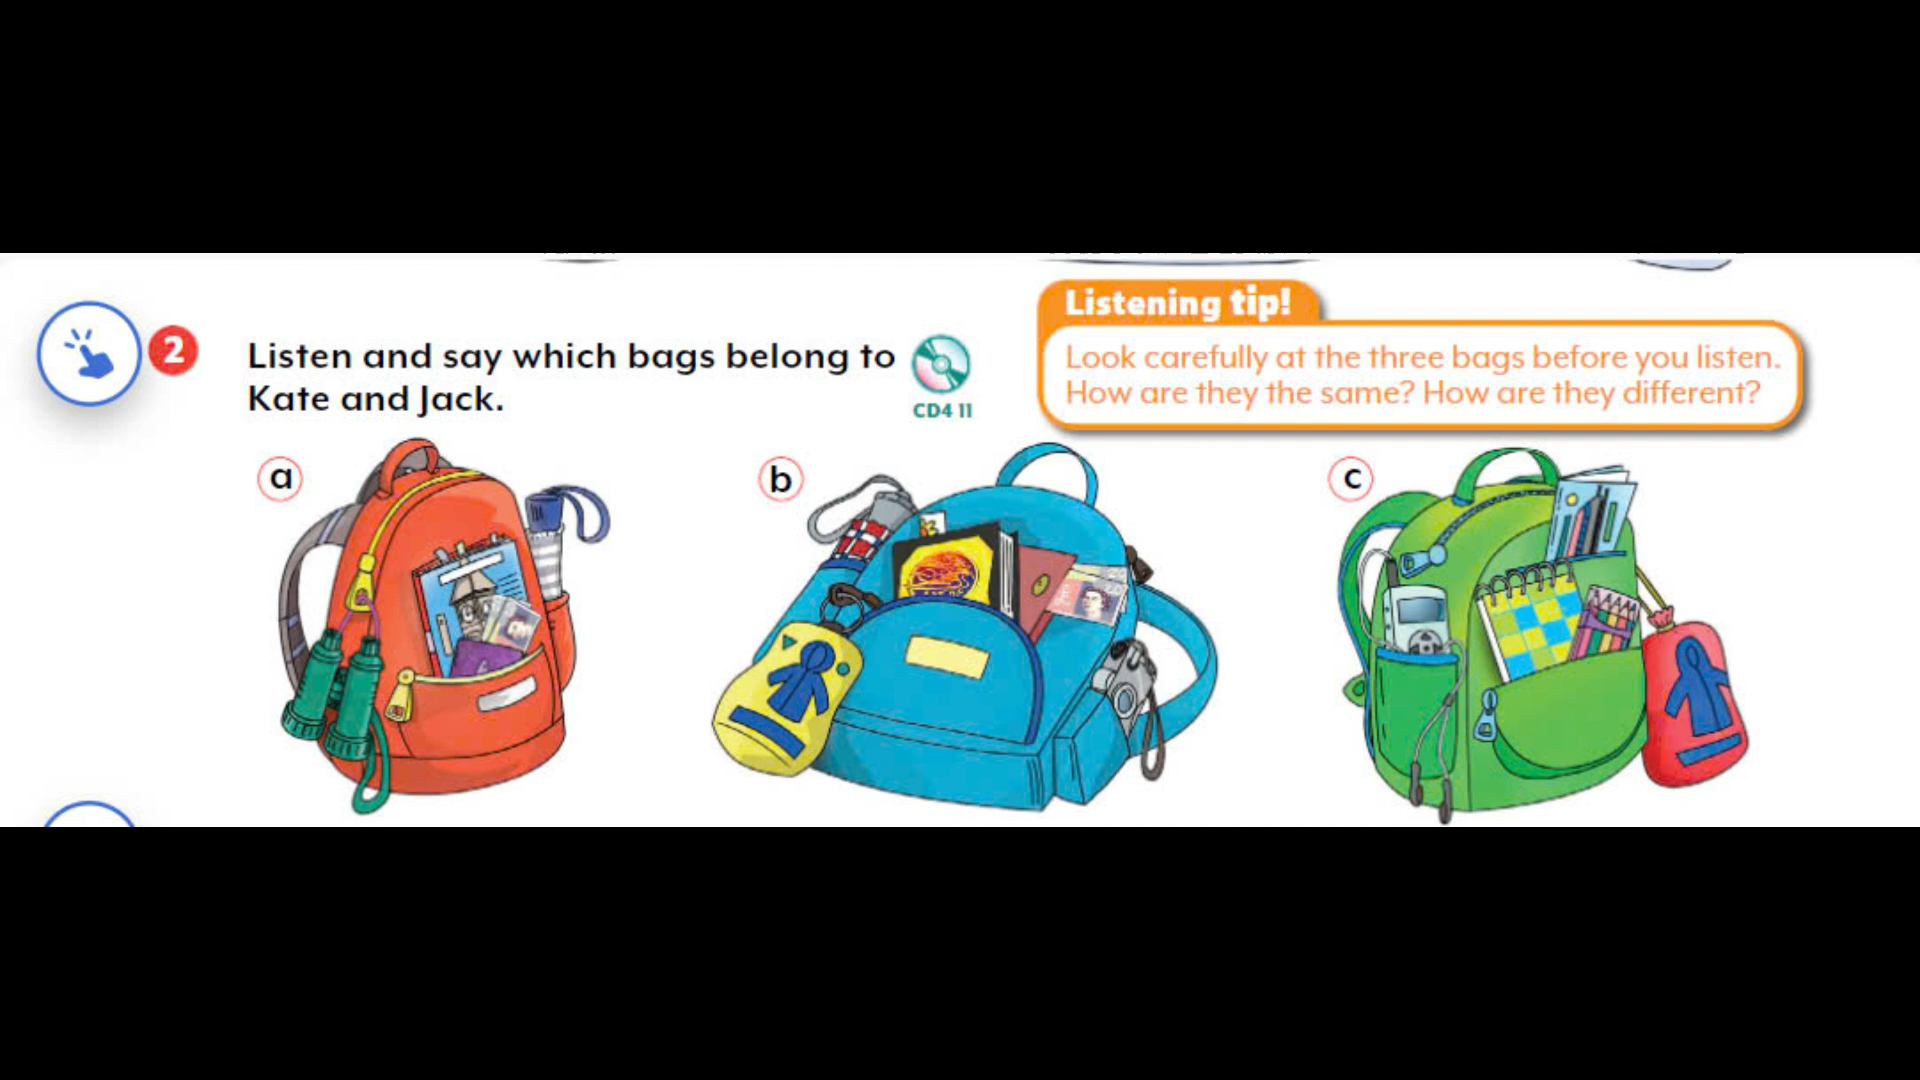 Listening tip!
2
Listen and say which bags belong to
Kate and Jack.
CD4 11
Look carefully at the three bags before you listen.
How are they the same? How are they different?
a
b
c